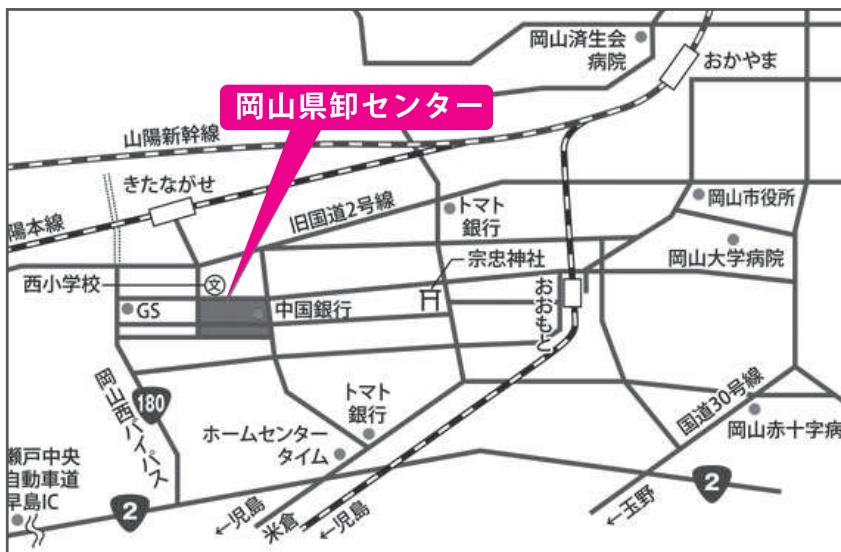 岡山済生会
病院
おかやま
岡山県卸センター
山陽新幹線
きたながせ
陽本線
旧国道2号線
トマト
銀行
岡山市役所
岡山大学病院
宗忠神社
西小学校
文
GS
中国銀行
おおもと
岡山西バイパス
180
トマト
銀行
ホームセンター
タイム
国道30号線
岡山赤十字病
瀬戸中央
自動車道
早島IC
2
←児島
米倉
←児島
←玉野
2